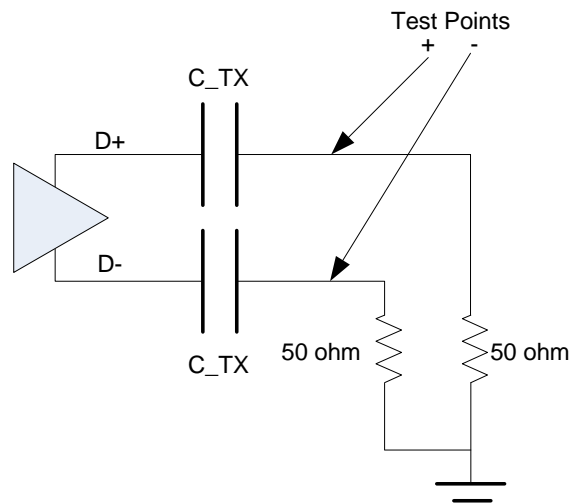 Test Points
+ -
C_TX
D+
D-
50 ohm 50 ohm
C_TX